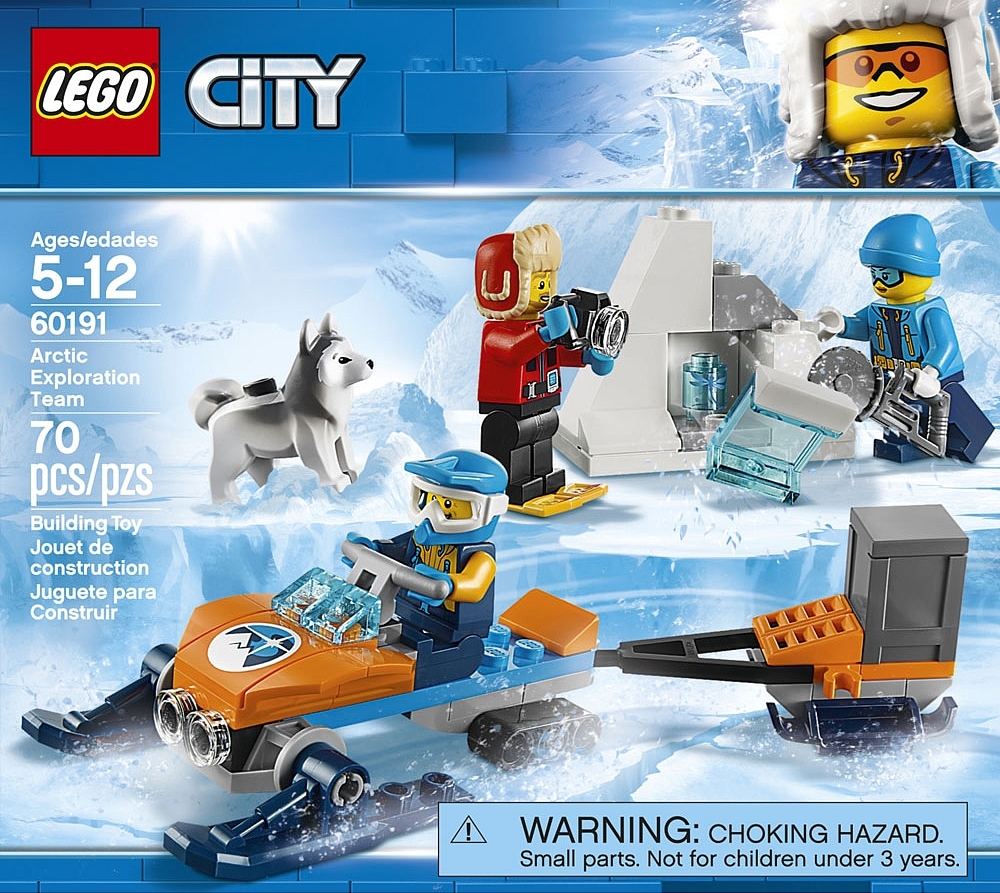 LEGO CITY
Ages/edades
5-12
60191
Arctic
Exploration
Team
70
pcs/pzs
Building Toy
Jouet de
construction
Juguete para
Construir
WARNING: CHOKING HAZARD.
Small parts. Not for children under 3 years.